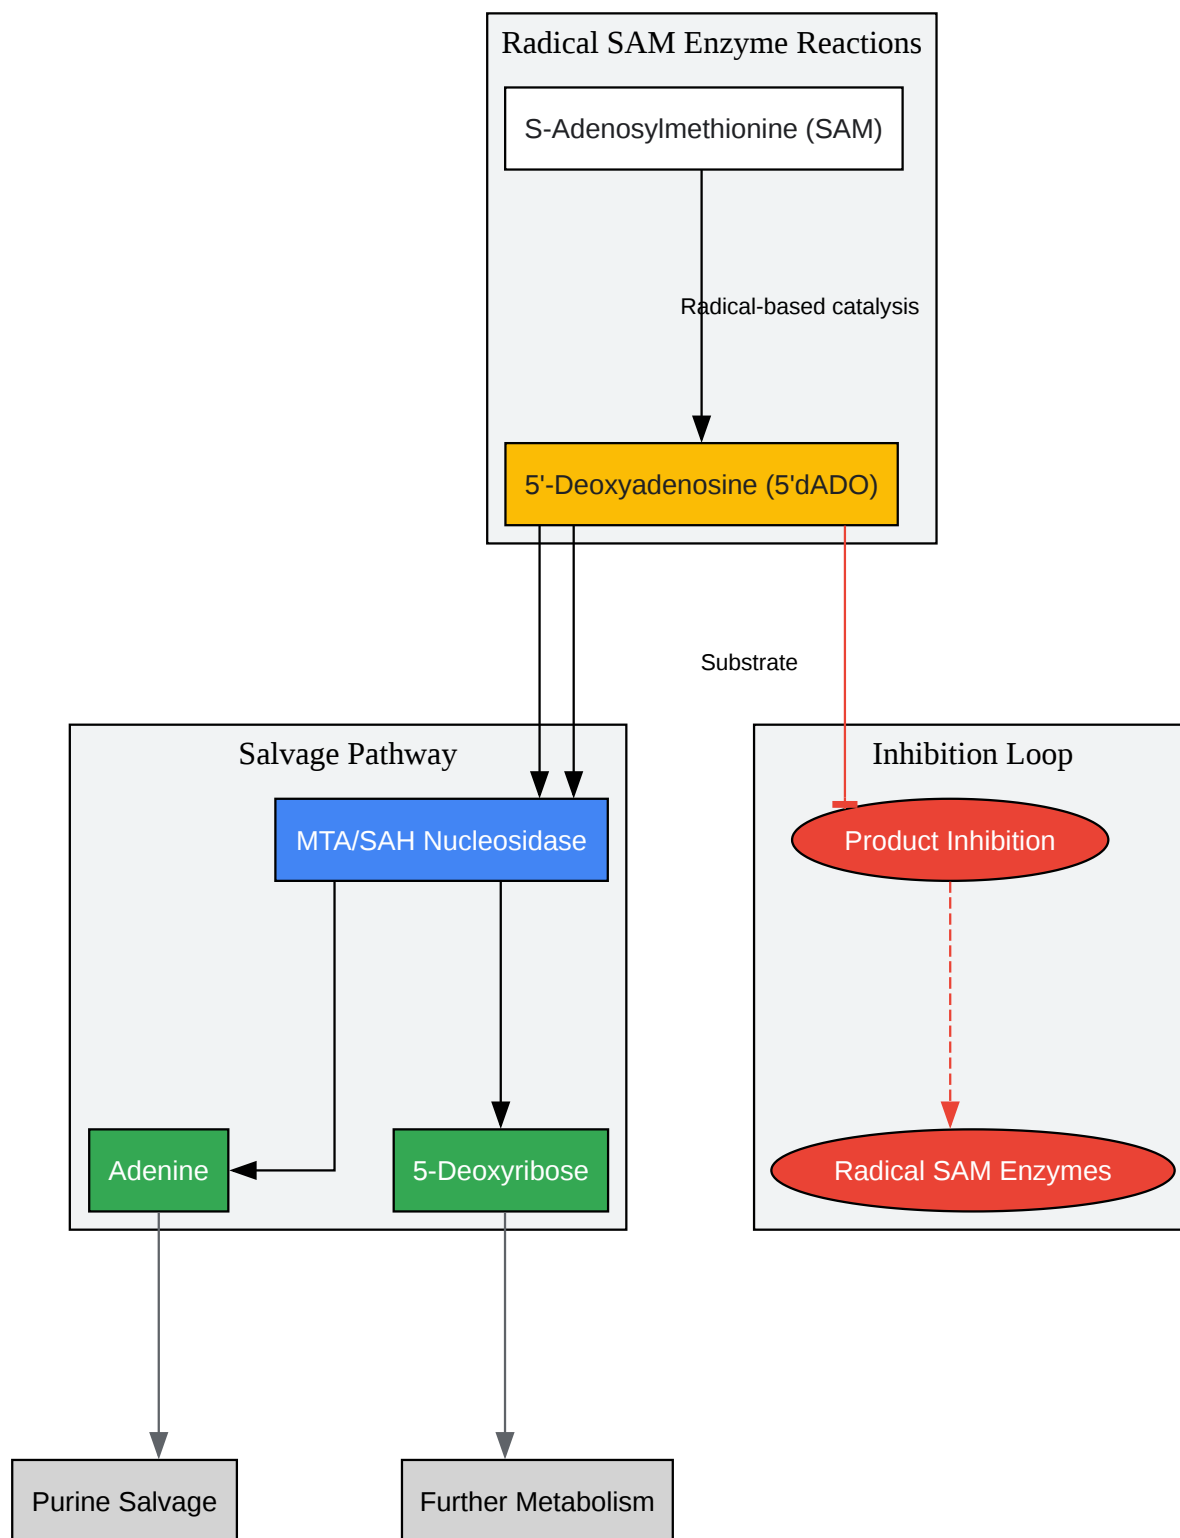 Radical SAM Enzyme Reactions
S-Adenosylmethionine (SAM)
Radical-based catalysis
5'-Deoxyadenosine (5'dADO)
Substrate
Salvage Pathway
Inhibition Loop
MTA/SAH Nucleosidase
Product Inhibition
Adenine
5-Deoxyribose
Radical SAM Enzymes
Purine Salvage
Further Metabolism